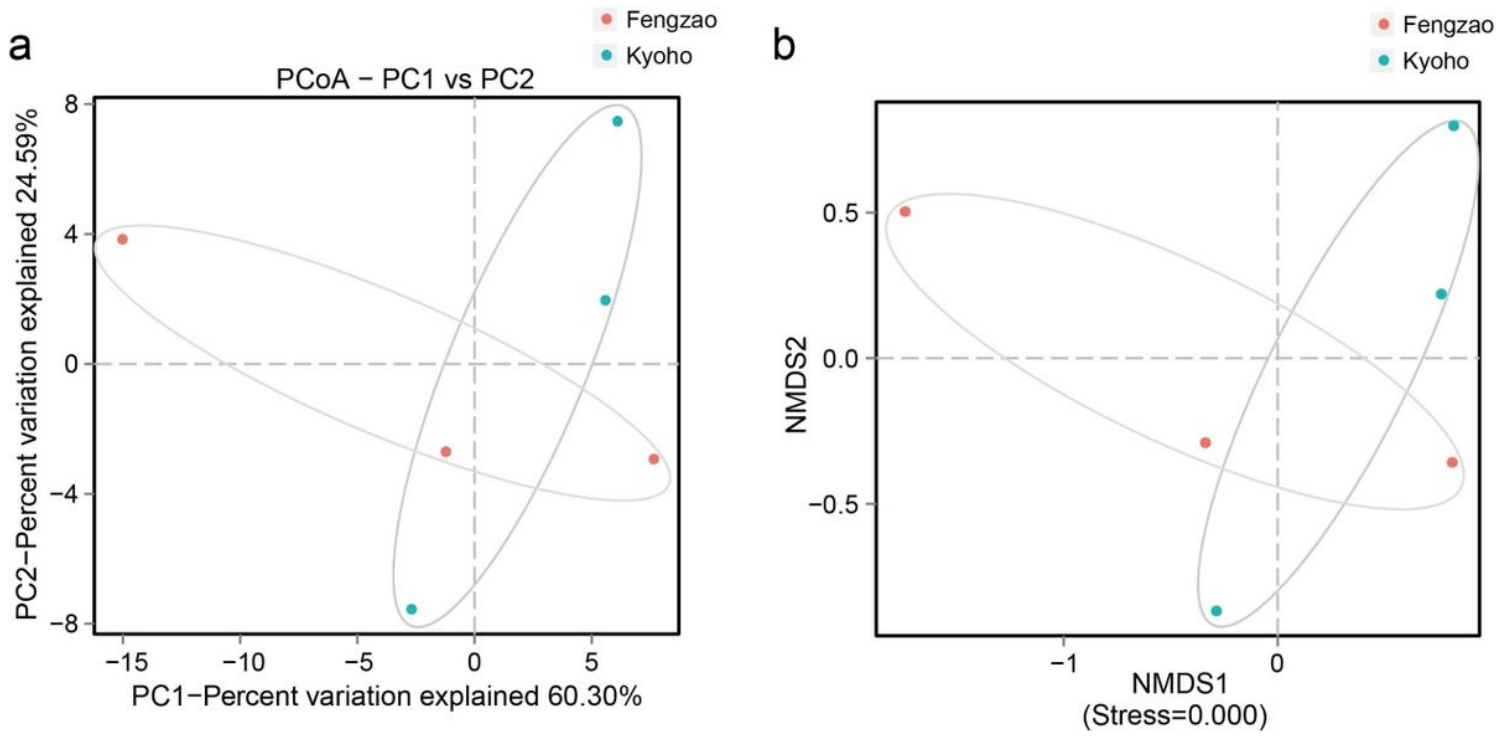 a
Fengzao
Kyoho
PCoA − PC1 vs PC2
PC2−Percent variation explained 24.59%
8
4
0
−4
−8
−15
−10
−5
0
5
PC1−Percent variation explained 60.30%
b
Fengzao
Kyoho
NMDS2
0.5
0.0
−0.5
−1
0
NMDS1
(Stress=0.000)